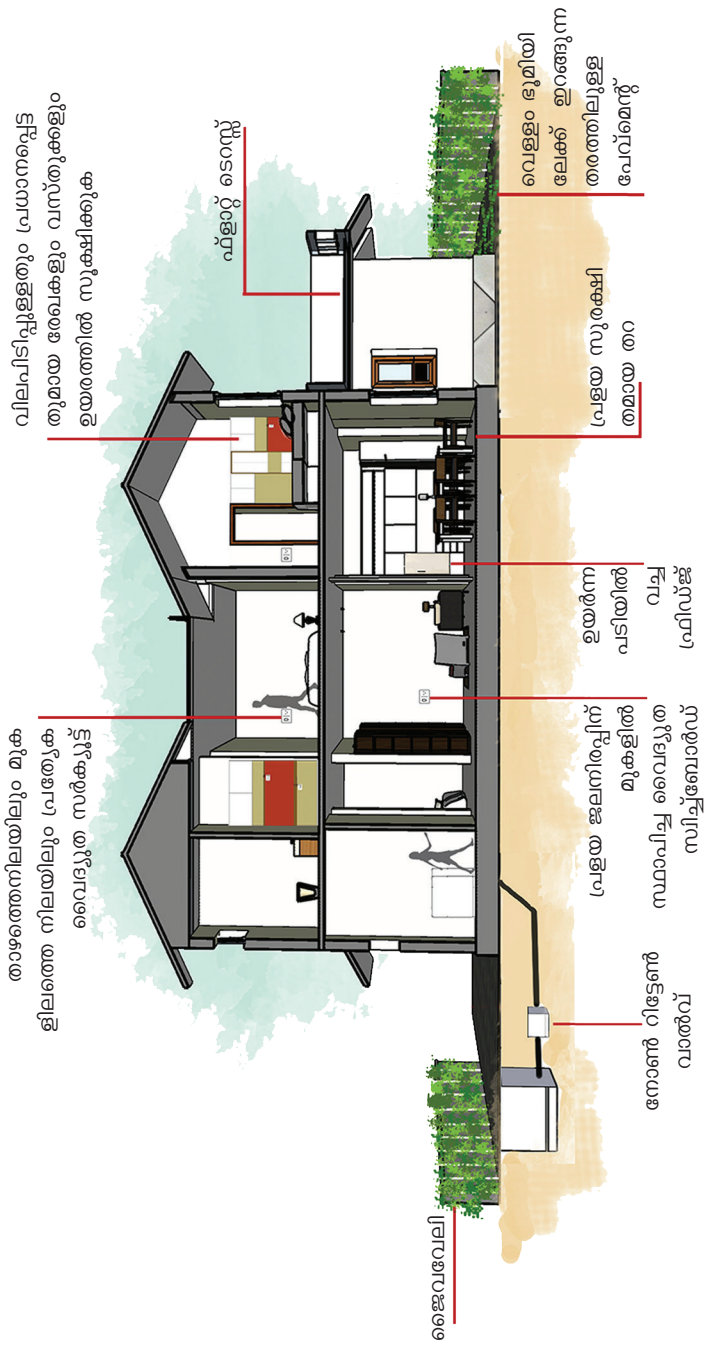 താഴത്തെനിലയിലും മുക
ളിലത്തെ നിലയിലും പ്രത്യേക
വൈദ്യുത സർക്യൂട്ട്
വിലപിടിപ്പുള്ളതും പ്രധാനപ്പെട്ട
തുമായ രേഖകളും വസ്തുക്കളും
ഉയരത്തിൽ സൂക്ഷിക്കുക
ഫ്ളാറ്റ് ടെറസ്സ്
ജൈവവേലി
നോൺ റിട്ടേൺ
വാൽവ്
പ്രളയ ജലനിരപ്പിന്
മുകളിൽ
സ്ഥാപിച്ച വൈദ്യുത
സ്വിച്ച്ബോർഡ്
ഉയർന്ന
പടിയിൽ
വച്ച
ഫ്രിഡ്ജ്
പ്രളയ സുരക്ഷി
തമായ തറ
വെള്ളം ഭൂമിയി
ലേക്ക് ഇറങ്ങുന്ന
തരത്തിലുള്ള
പേവ്മെന്റ്